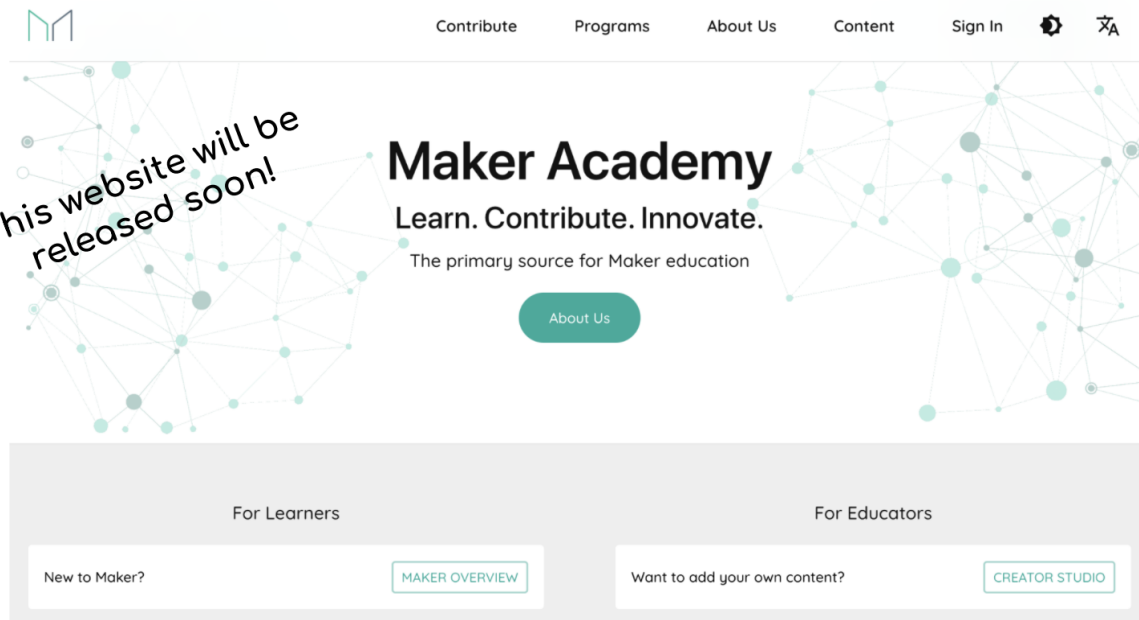 Contribute Programs About Us Content Sign In
his website will be
released soon!
Maker Academy
Learn. Contribute. Innovate.
The primary source for Maker education
About Us
For Learners
For Educators
New to Maker? MAKER OVERVIEW
Want to add your own content? CREATOR STUDIO